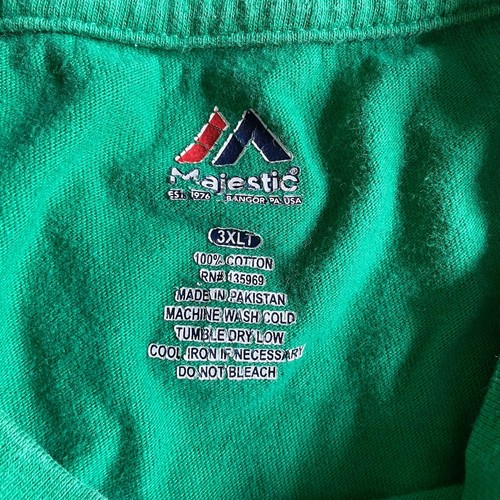 Majestic®
EST. 1976 - BANGOR, PA, USA
3XLT
100% COTTON
RN# 135969
MADE IN PAKISTAN
MACHINE WASH COLD
TUMBLE DRY LOW
COOL IRON IF NECESSARY
DO NOT BLEACH